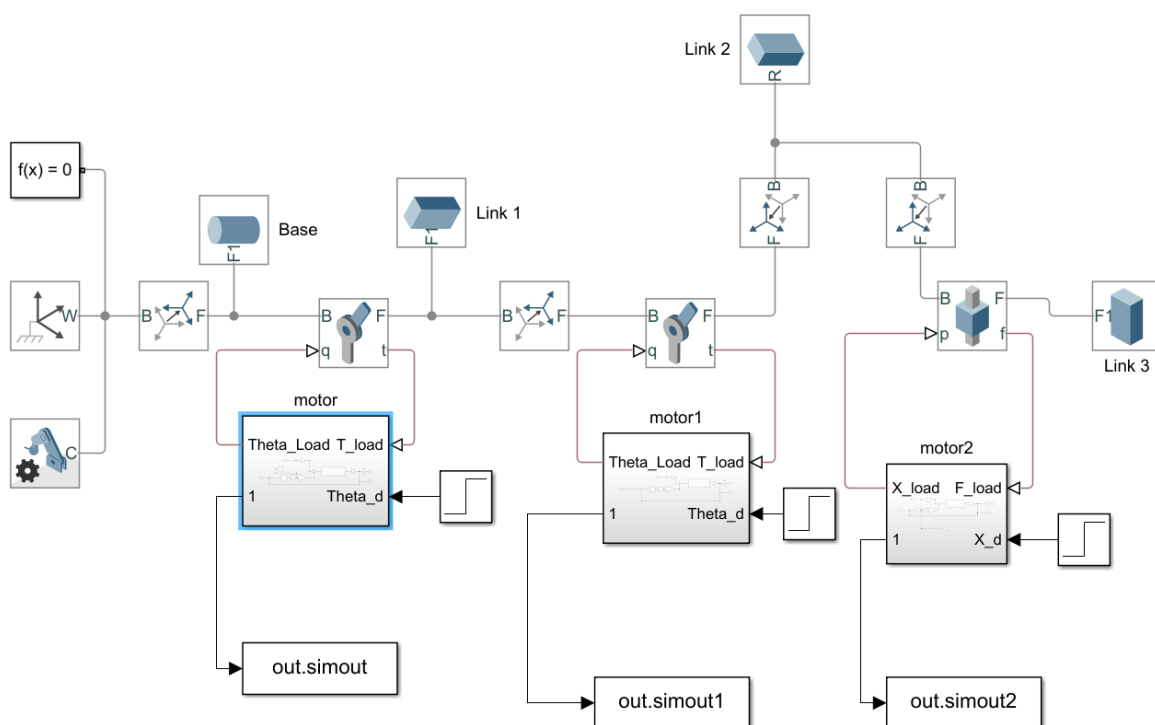 Link 2
R
f(x) = 0
Base
F1
Link 1
F1
B
F
B
F
W
B
F
B
F
q
t
B
F
B
F
q
t
B
F
p
f
F1
Link 3
C
motor
Theta_Load
T_load
1
Theta_d
motor1
Theta_Load
T_load
1
Theta_d
motor2
X_load
F_load
1
X_d
out.simout
out.simout1
out.simout2